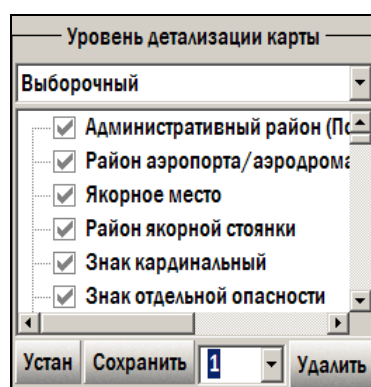 Уровень детализации карты
Выборочный
Административный район (По
Район аэропорта/аэродрома
Якорное место
Район якорной стоянки
Знак кардинальный
Знак отдельной опасности
Устан Сохранить 1 Удалить